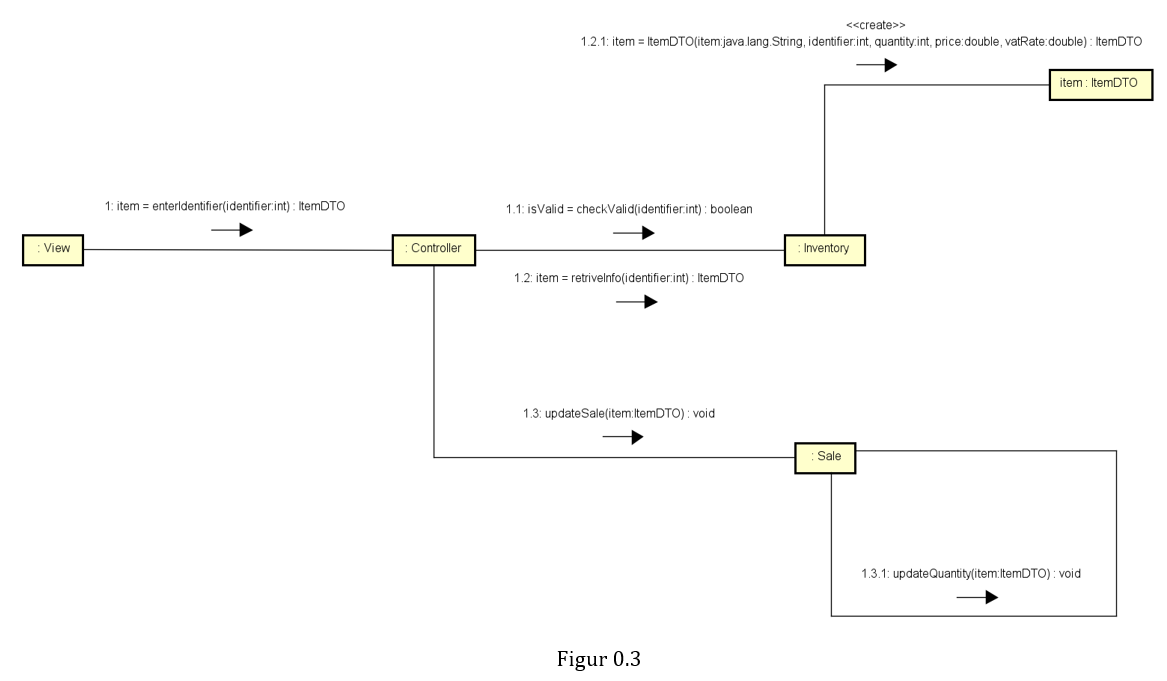 <<create>>
1.2.1: item = ItemDTO(item:java.lang.String, identifier:int, quantity:int, price:double, vatRate:double) : ItemDTO
item : ItemDTO
1: item = enterIdentifier(identifier:int) : ItemDTO
1.1: isValid = checkValid(identifier:int) : boolean
: View
: Controller
: Inventory
1.2: item = retriveInfo(identifier:int) : ItemDTO
1.3: updateSale(item:ItemDTO) : void
: Sale
1.3.1: updateQuantity(item:ItemDTO) : void
Figur 0.3